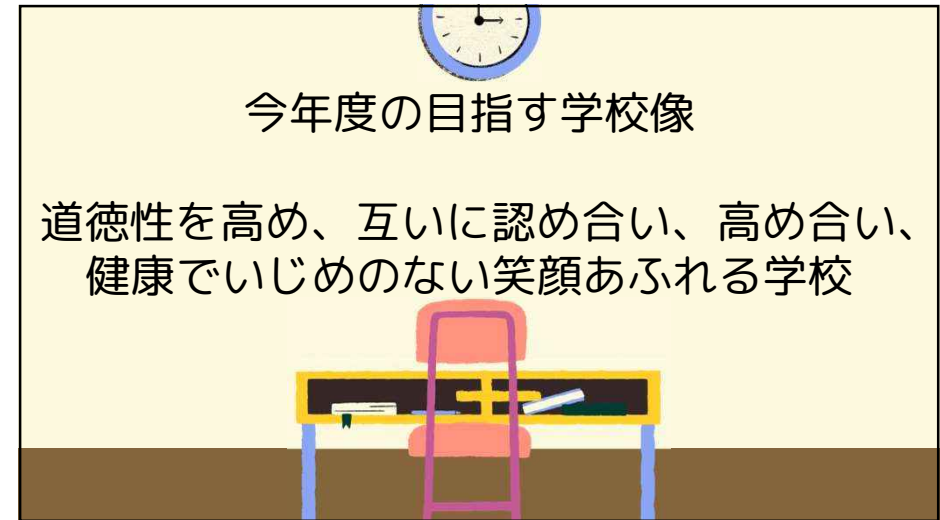 今年度の目指す学校像
道徳性を高め、互いに認め合い、高め合い、
健康でいじめのない笑顔あふれる学校